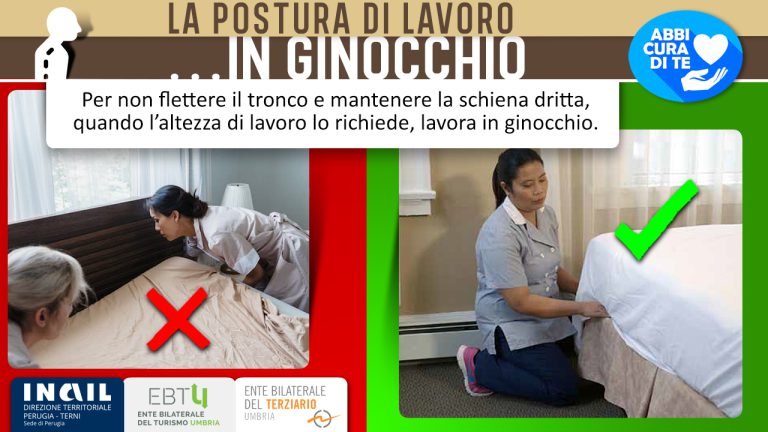 LA POSTURA DI LAVORO
...IN GINOCCHIO
ABBI
CURA
DI TE
Per non flettere il tronco e mantenere la schiena dritta,
quando l'altezza di lavoro lo richiede, lavora in ginocchio.
INAIL
DIREZIONE TERRITORIALE
PERUGIA - TERNI
Sede di Perugia
EBT4
ENTE BILATERALE
DEL TURISMO UMBRIA
ENTE BILATERALE
DEL TERZIARIO
UMBRIA